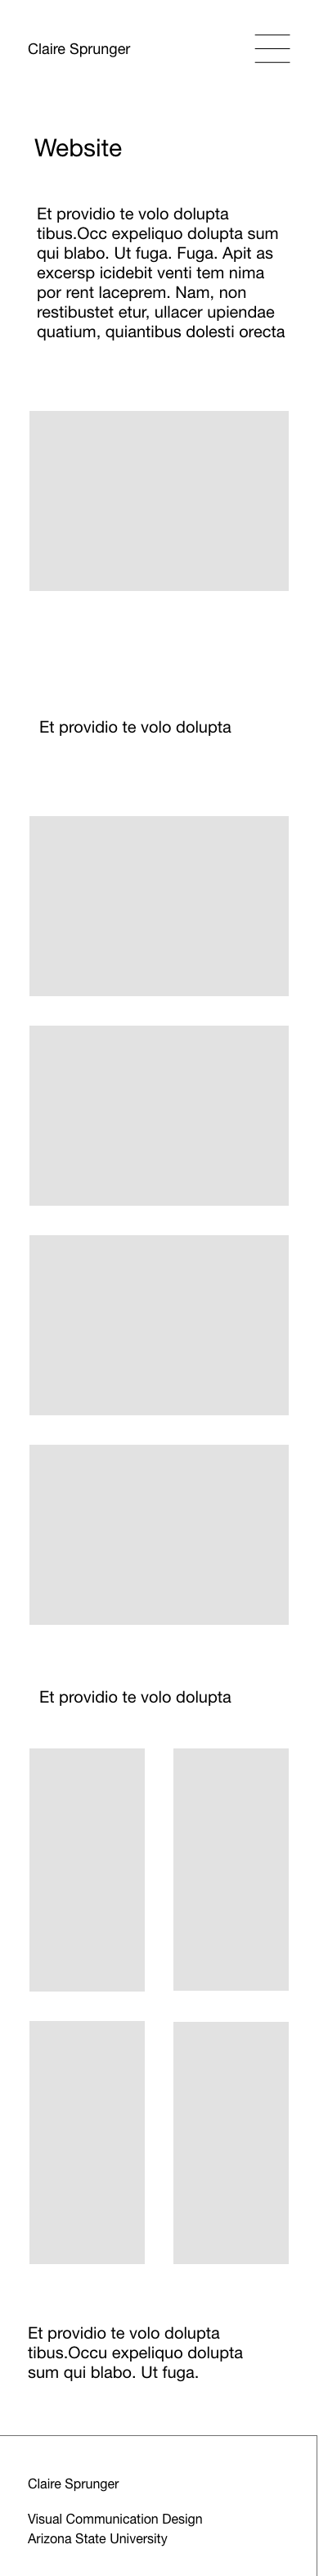 Claire Sprunger
Website
Et providio te volo dolupta
tibus.Occ expeliquo dolupta sum
qui blabo. Ut fuga. Fuga. Apit as
excersp icidebit venti tem nima
por rent laceprem. Nam, non
restibustet etur, ullacer upiendae
quatium, quiantibus dolesti orecta
Et providio te volo dolupta
Et providio te volo dolupta
Et providio te volo dolupta
tibus.Occu expeliquo dolupta
sum qui blabo. Ut fuga.
Claire Sprunger
Visual Communication Design
Arizona State University